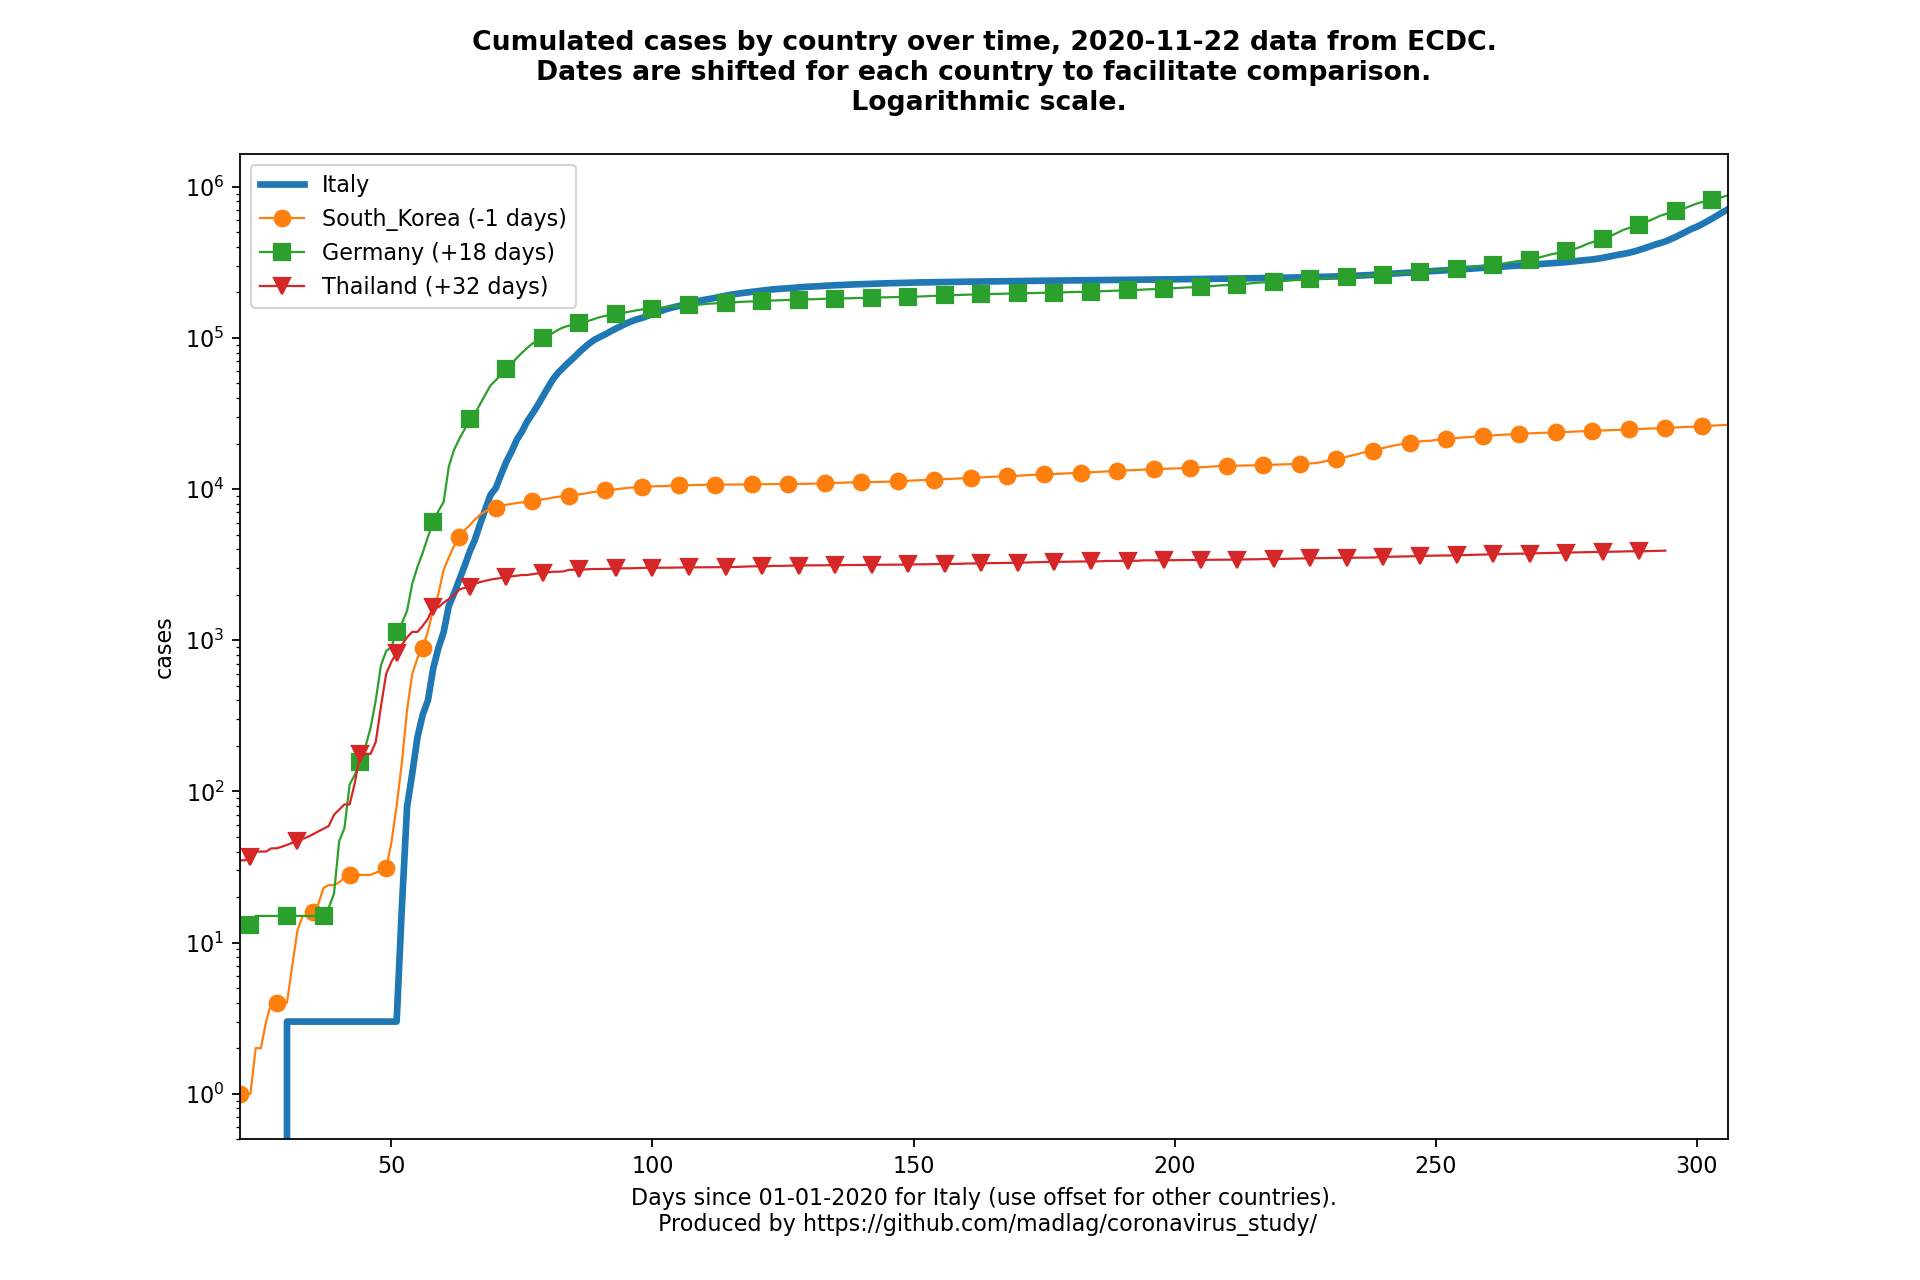 Cumulated cases by country over time, 2020-11-22 data from ECDC.
Dates are shifted for each country to facilitate comparison.
Logarithmic scale.
Italy
South_Korea (-1 days)
Germany (+18 days)
Thailand (+32 days)
10^6
10^5
10^4
10^3
10^2
10^1
10^0
cases
50 100 150 200 250 300
Days since 01-01-2020 for Italy (use offset for other countries).
Produced by https://github.com/madlag/coronavirus_study/